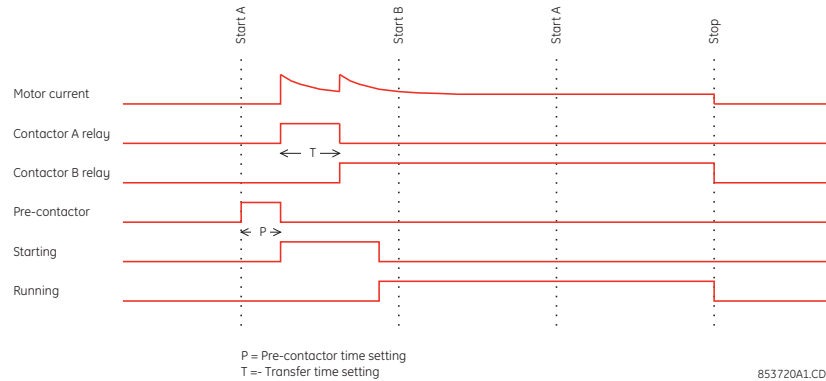 Start A
Start B
Start A
Stop
Motor current
Contactor A relay
T
Contactor B relay
Pre-contactor
P
Starting
Running
P = Pre-contactor time setting
T =- Transfer time setting
853720A1.CD